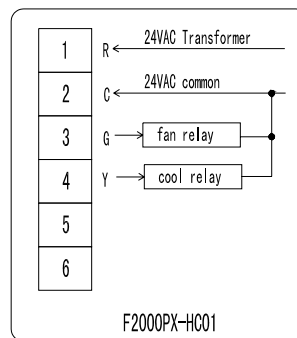 1 R 24VAC Transformer
2 C 24VAC common
3 G fan relay
4 Y cool relay
5
6
F2000PX-HC01